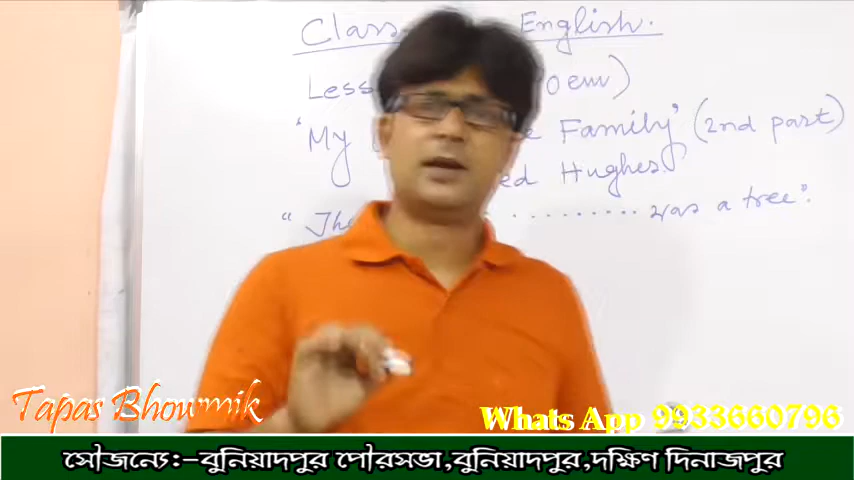 Class English.
Less (Poem)
'My Family' (2nd part)
ed Hughes.
"The ........... was a tree".
Tapas Bhowmik
Whats App 9933660796
সৌজন্যে:-বুনিয়াদপুর পৌরসভা,বুনিয়াদপুর,দক্ষিণ দিনাজপুর